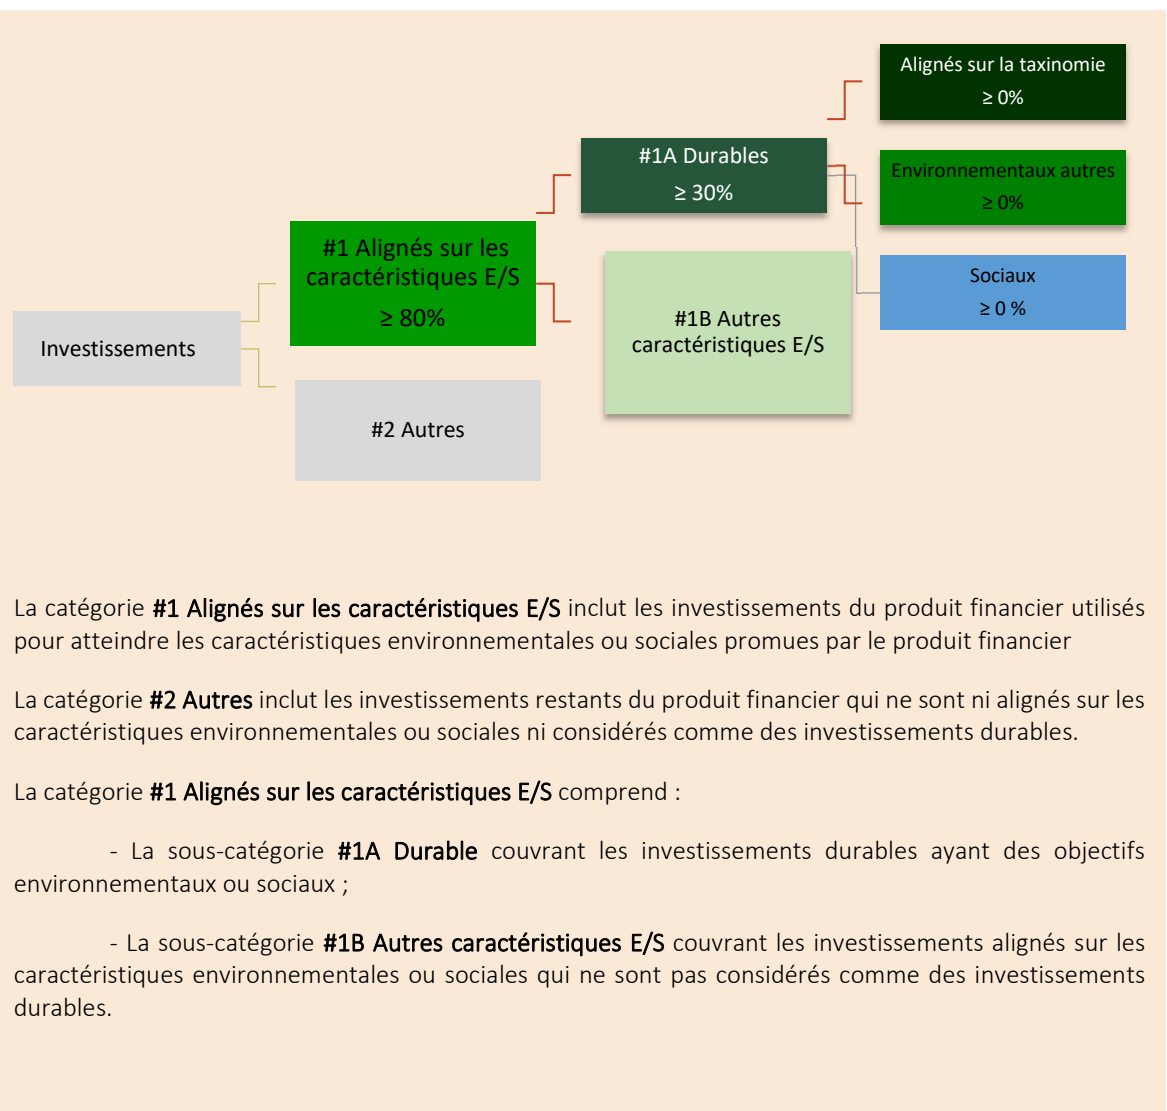 Alignés sur la taxinomie
≥ 0%
#1A Durables
≥ 30%
Environnementaux autres
≥ 0%
#1 Alignés sur les
caractéristiques E/S
≥ 80%
Sociaux
≥ 0 %
#1B Autres
caractéristiques E/S
Investissements
#2 Autres
La catégorie #1 Alignés sur les caractéristiques E/S inclut les investissements du produit financier utilisés
pour atteindre les caractéristiques environnementales ou sociales promues par le produit financier
La catégorie #2 Autres inclut les investissements restants du produit financier qui ne sont ni alignés sur les
caractéristiques environnementales ou sociales ni considérés comme des investissements durables.
La catégorie #1 Alignés sur les caractéristiques E/S comprend :
- La sous-catégorie #1A Durable couvrant les investissements durables ayant des objectifs
environnementaux ou sociaux ;
- La sous-catégorie #1B Autres caractéristiques E/S couvrant les investissements alignés sur les
caractéristiques environnementales ou sociales qui ne sont pas considérés comme des investissements
durables.